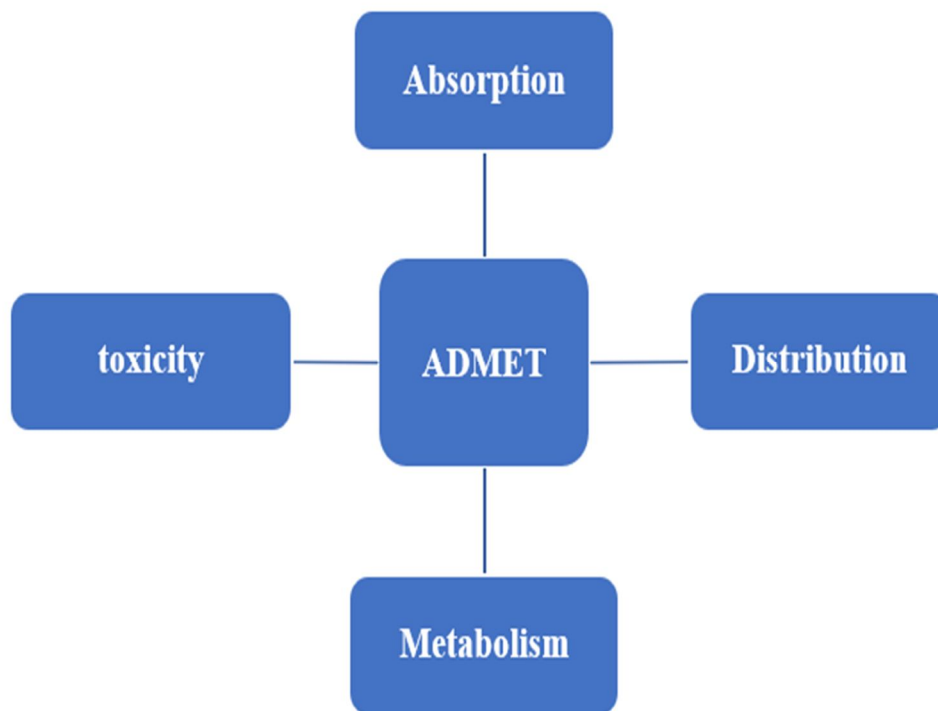 Absorption
toxicity
ADMET
Distribution
Metabolism